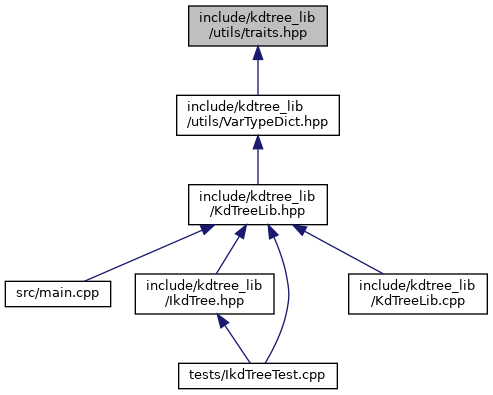 include/kdtree_lib
/utils/traits.hpp
include/kdtree_lib
/utils/VarTypeDict.hpp
include/kdtree_lib
/KdTreeLib.hpp
src/main.cpp
include/kdtree_lib
/IkdTree.hpp
include/kdtree_lib
/KdTreeLib.cpp
tests/IkdTreeTest.cpp